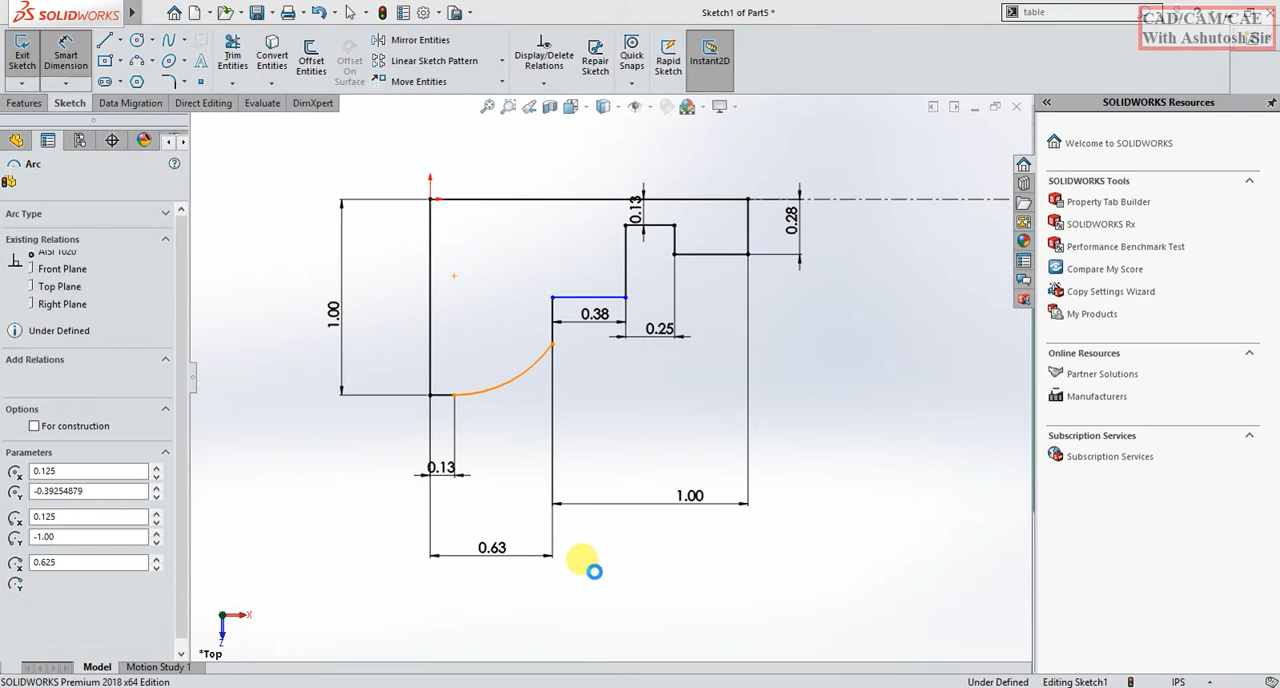 SOLIDWORKS
Sketch1 of Part5 *
table
CAD/CAM/CAE
With Ashutosh Sir
Exit Sketch
Smart Dimension
Trim Entities
Convert Entities
Offset Entities
Offset On Surface
Mirror Entities
Linear Sketch Pattern
Move Entities
Display/Delete Relations
Repair Sketch
Quick Snaps
Rapid Sketch
Instant2D
Features
Sketch
Data Migration
Direct Editing
Evaluate
DimXpert
Arc
Arc Type
Existing Relations
AISI 1020
Front Plane
Top Plane
Right Plane
Under Defined
Add Relations
Options
For construction
Parameters
0.125
-0.39254879
0.125
-1.00
0.625
0.13
0.28
1.00
0.38
0.25
0.13
1.00
0.63
X
Z
*Top
SOLIDWORKS Resources
Welcome to SOLIDWORKS
SOLIDWORKS Tools
Property Tab Builder
SOLIDWORKS Rx
Performance Benchmark Test
Compare My Score
Copy Settings Wizard
My Products
Online Resources
Partner Solutions
Manufacturers
Subscription Services
Subscription Services
Model
Motion Study 1
SOLIDWORKS Premium 2018 x64 Edition
Under Defined
Editing Sketch1
IPS